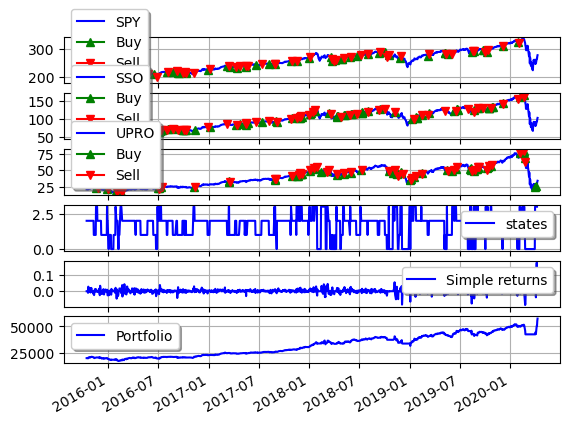 SPY
Buy
Sell
300
200
SSO
Buy
Sell
150
100
50
UPRO
Buy
Sell
75
50
25
states
2.5
0.0
Simple returns
0.1
0.0
Portfolio
50000
25000
2016-01
2016-07
2017-01
2017-07
2018-01
2018-07
2019-01
2019-07
2020-01